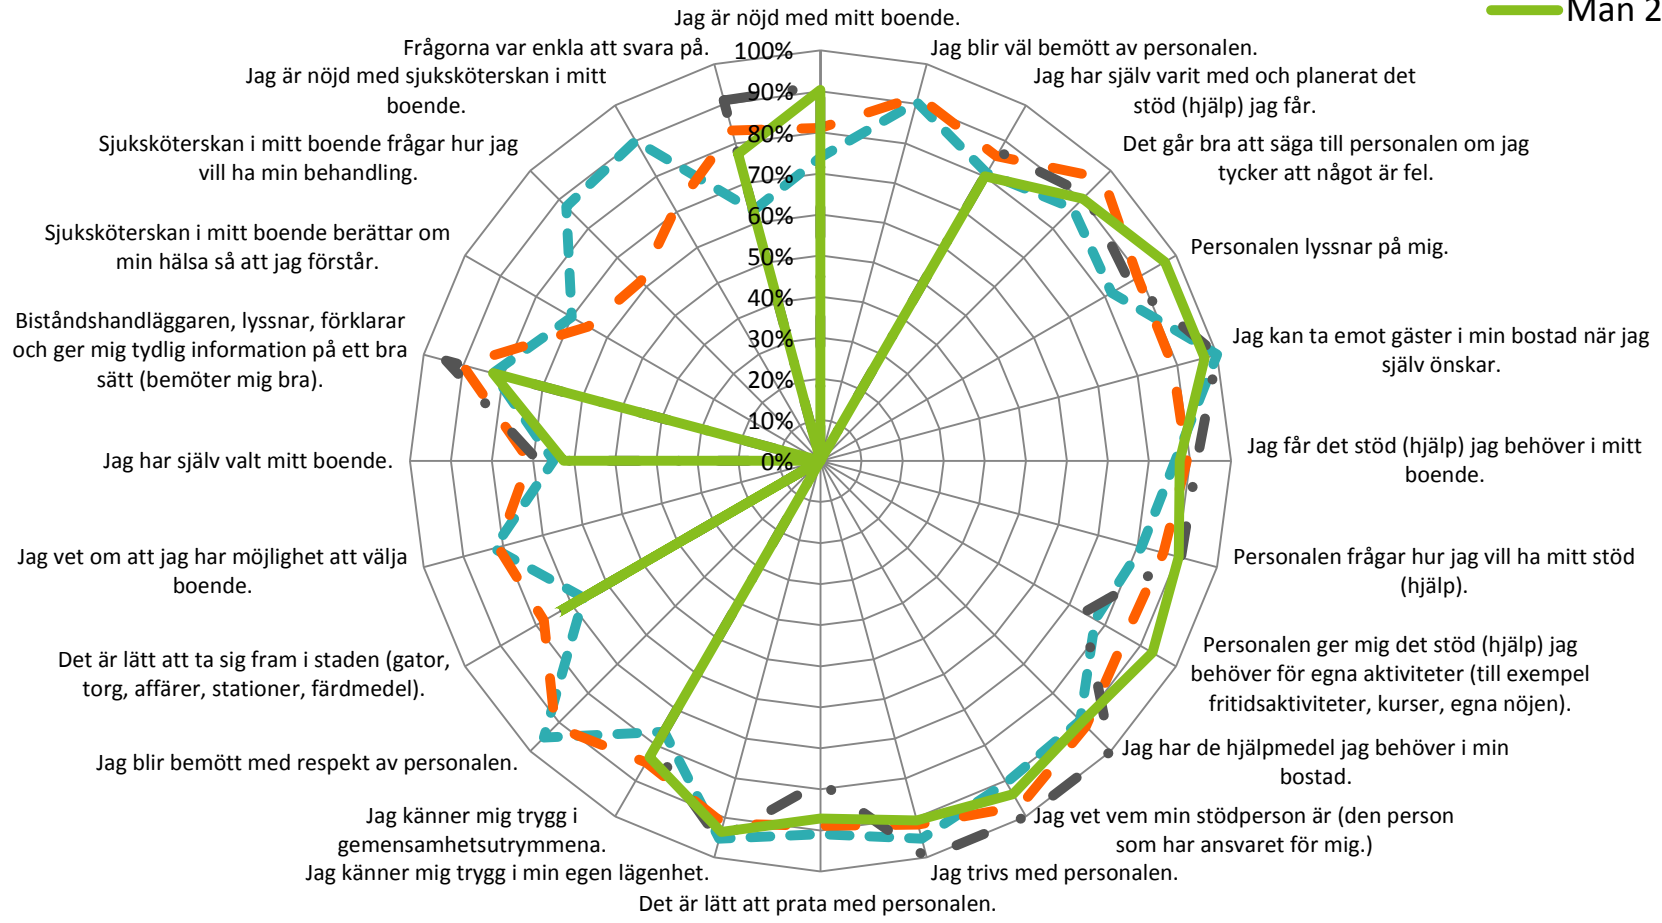 Man 2
Jag är nöjd med mitt boende.
Jag blir väl bemött av personalen.
Jag har själv varit med och planerat det
stöd (hjälp) jag får.
Det går bra att säga till personalen om jag
tycker att något är fel.
Personalen lyssnar på mig.
Jag kan ta emot gäster i min bostad när jag
själv önskar.
Jag får det stöd (hjälp) jag behöver i mitt
boende.
Personalen frågar hur jag vill ha mitt stöd
(hjälp).
Personalen ger mig det stöd (hjälp) jag
behöver för egna aktiviteter (till exempel
fritidsaktiviteter, kurser, egna nöjen).
Jag har de hjälpmedel jag behöver i min
bostad.
Jag vet vem min stödperson är (den person
som har ansvaret för mig.)
Jag trivs med personalen.
Det är lätt att prata med personalen.
Jag känner mig trygg i min egen lägenhet.
Jag känner mig trygg i
gemensamhetsutrymmena.
Jag blir bemött med respekt av personalen.
Det är lätt att ta sig fram i staden (gator,
torg, affärer, stationer, färdmedel).
Jag vet om att jag har möjlighet att välja
boende.
Jag har själv valt mitt boende.
Biståndshandläggaren, lyssnar, förklarar
och ger mig tydlig information på ett bra
sätt (bemöter mig bra).
Sjuksköterskan i mitt boende berättar om
min hälsa så att jag förstår.
Sjuksköterskan i mitt boende frågar hur jag
vill ha min behandling.
Jag är nöjd med sjuksköterskan i mitt
boende.
Frågorna var enkla att svara på.
100%
90%
80%
70%
60%
50%
40%
30%
20%
10%
0%